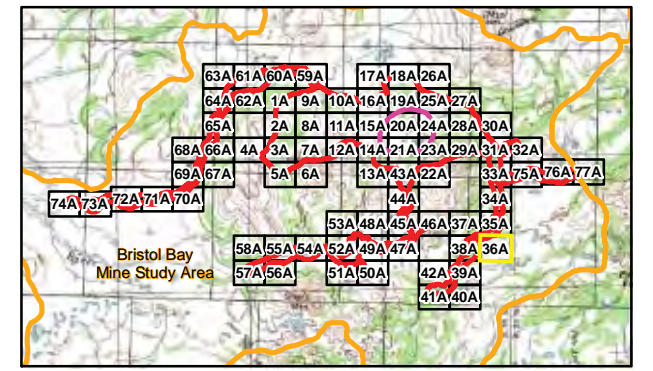 63A 61A 60A 59A 17A 18A 26A
64A 62A 1A 9A 10A 16A 19A 25A 27A
65A 2A 8A 11A 15A 20A 24A 28A 30A
68A 66A 4A 3A 7A 12A 14A 21A 23A 29A 31A 32A
69A 67A 5A 6A 13A 43A 22A 33A 75A 76A 77A
74A 73A 72A 71A 70A 44A 34A
53A 48A 45A 46A 37A 35A
58A 55A 54A 52A 49A 47A 38A 36A
Bristol Bay
Mine Study Area
57A 56A 51A 50A 42A 39A
41A 40A